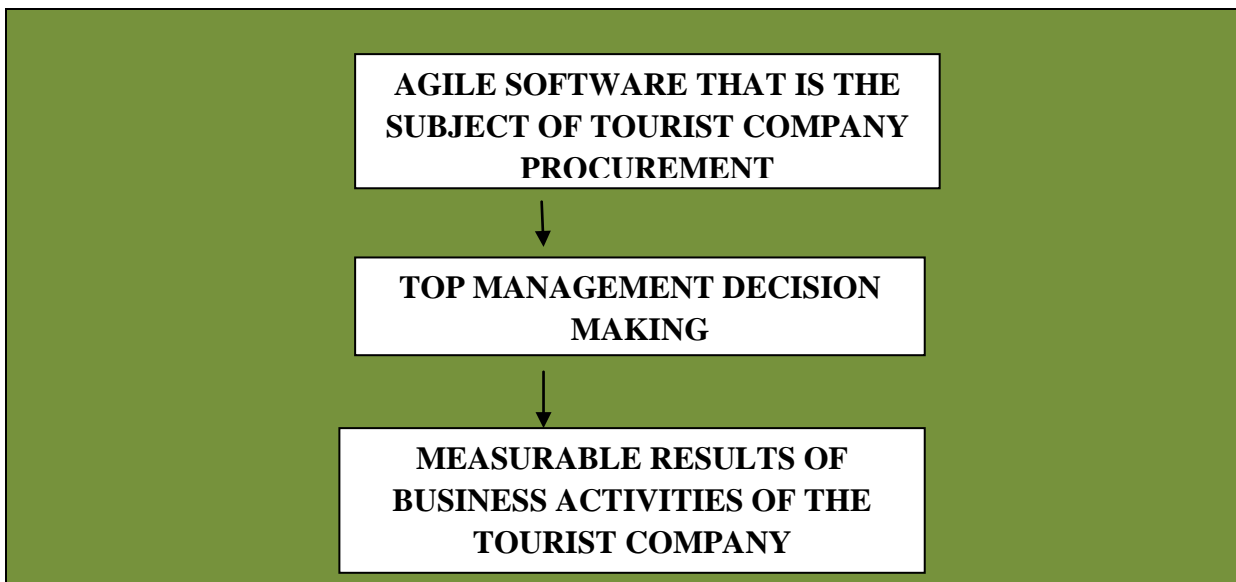 AGILE SOFTWARE THAT IS THE
SUBJECT OF TOURIST COMPANY
PROCUREMENT
TOP MANAGEMENT DECISION
MAKING
MEASURABLE RESULTS OF
BUSINESS ACTIVITIES OF THE
TOURIST COMPANY